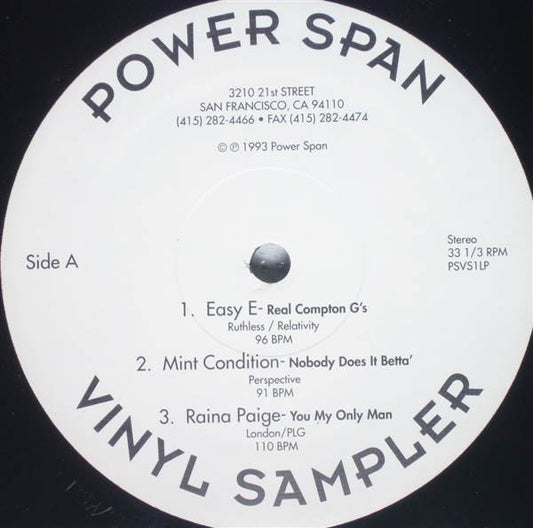 POWER SPAN
3210 21st STREET
SAN FRANCISCO, CA 94110
(415) 282-4466 • FAX (415) 282-4474
© ℗ 1993 Power Span
Side A
Stereo
33 1/3 RPM
PSVS1LP
1. Easy E- Real Compton G's
Ruthless / Relativity
96 BPM
2. Mint Condition- Nobody Does It Betta'
Perspective
91 BPM
3. Raina Paige- You My Only Man
London/PLG
110 BPM
VINYL SAMPLER